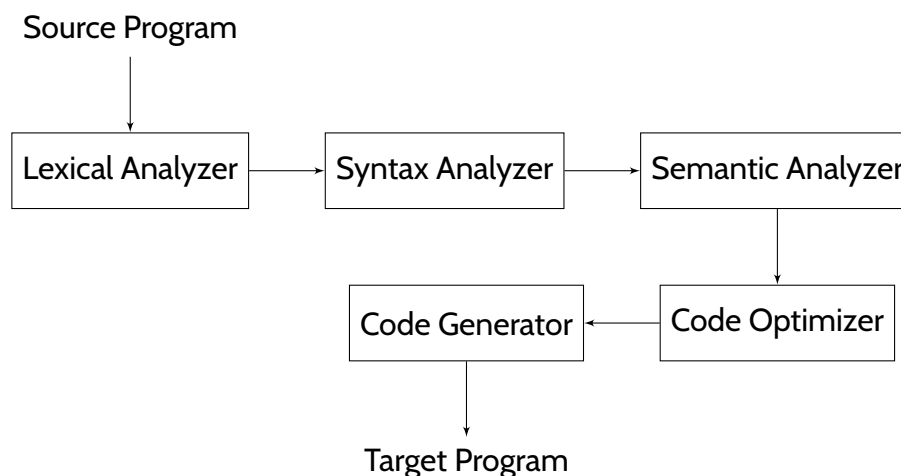 Source Program
Lexical Analyzer
Syntax Analyzer
Semantic Analyzer
Code Optimizer
Code Generator
Target Program